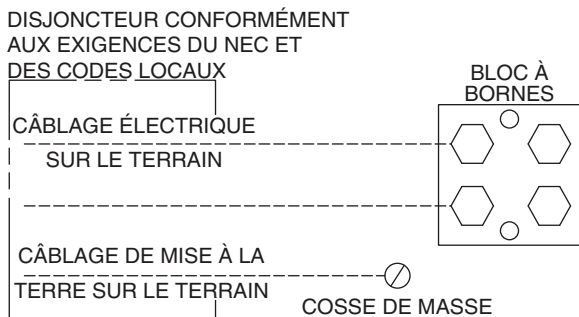 DISJONCTEUR CONFORMÉMENT
AUX EXIGENCES DU NEC ET
DES CODES LOCAUX
BLOC À
BORNES
CÂBLAGE ÉLECTRIQUE
SUR LE TERRAIN
CÂBLAGE DE MISE À LA
TERRE SUR LE TERRAIN
COSSE DE MASSE